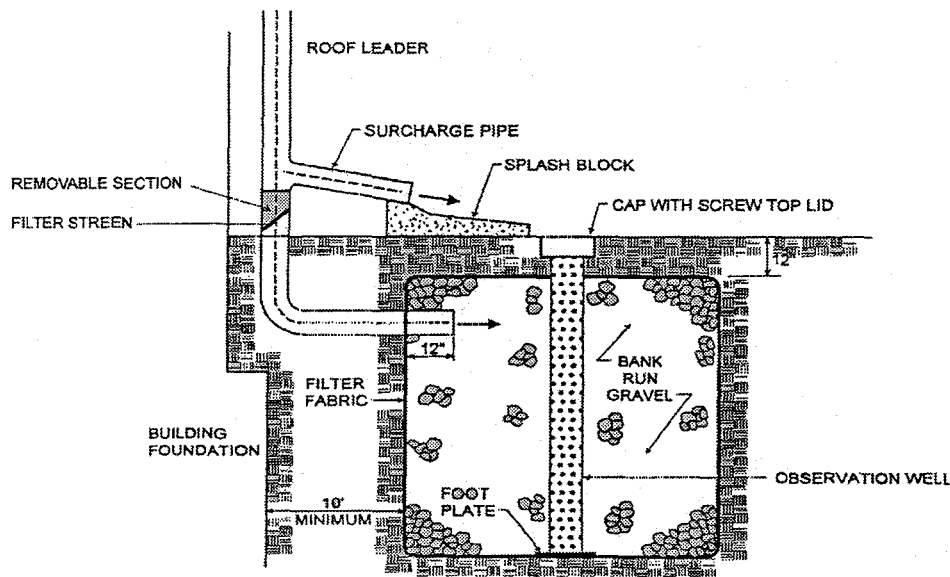 ROOF LEADER
SURCHARGE PIPE
SPLASH BLOCK
REMOVABLE SECTION
FILTER STREEN
CAP WITH SCREW TOP LID
12"
12"
FILTER
FABRIC
BANK
RUN
GRAVEL
BUILDING
FOUNDATION
OBSERVATION WELL
FOOT
PLATE
10'
MINIMUM